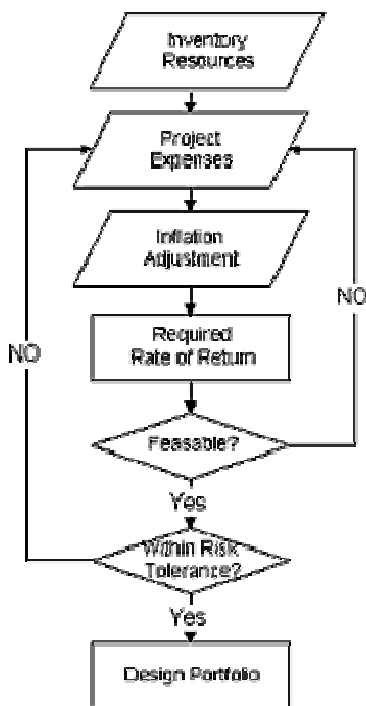 Inventory
Resources
Project
Expenses
Inflation
Adjustment
NO
Required
Rate of Return
NO
Feasable?
Yes
Within Risk
Tolerance?
Yes
Design Portfolio